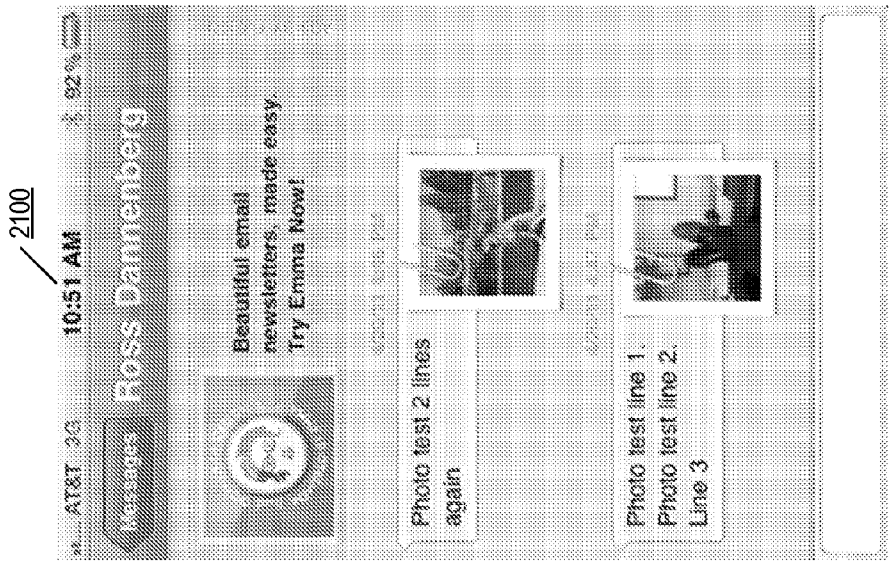 2100
AT&T 3G 10:51 AM 92%
Messages Ross Dannenberg
Beautiful email
newsletters, made easy.
Try Emma Now!
Photo test 2 lines
again
Photo test line 1.
Photo test line 2.
Line 3